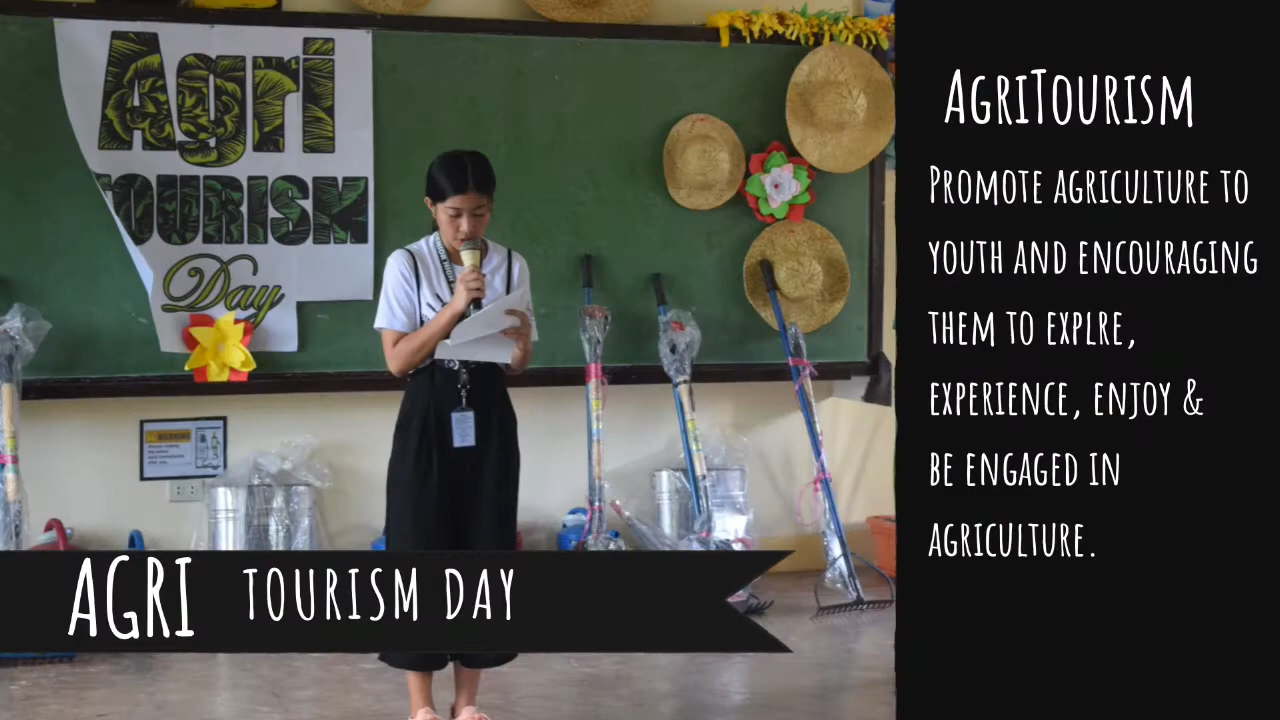 Agri
TOURISM
Day
AGRI TOURISM DAY
AGRITOURISM
PROMOTE AGRICULTURE TO
YOUTH AND ENCOURAGING
THEM TO EXPLRE,
EXPERIENCE, ENJOY &
BE ENGAGED IN
AGRICULTURE.